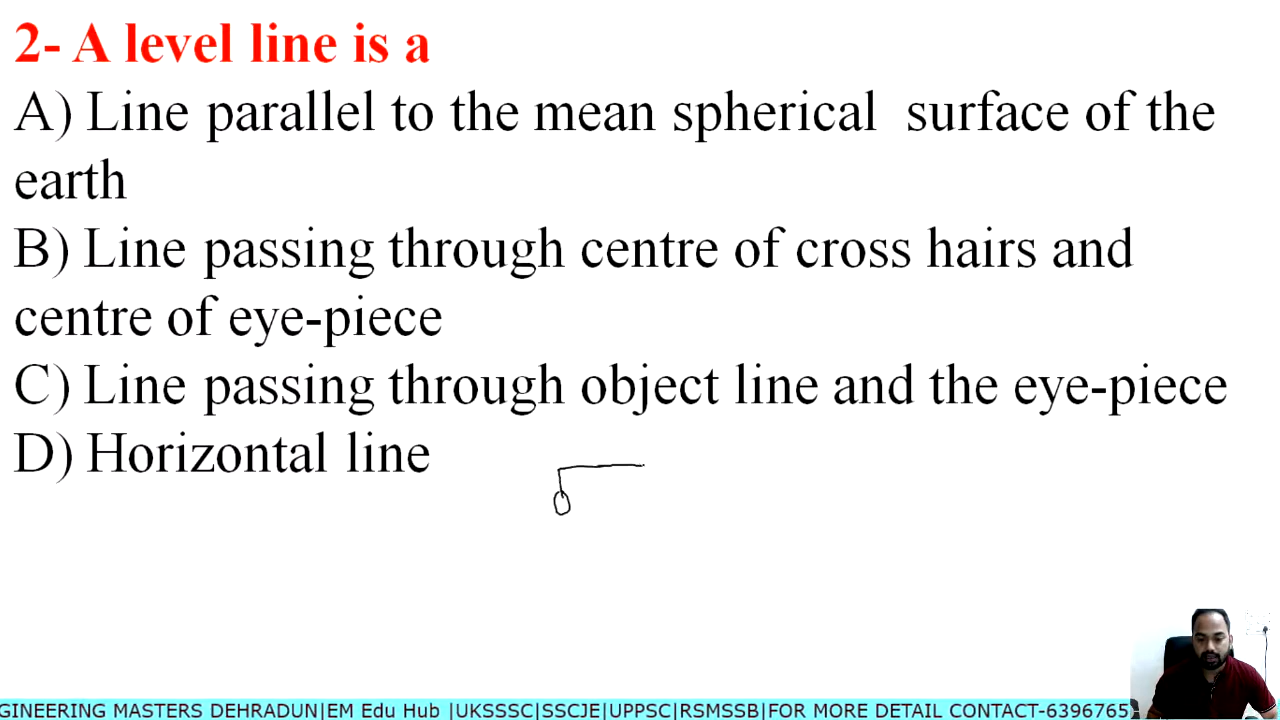 2- A level line is a
A) Line parallel to the mean spherical surface of the
earth
B) Line passing through centre of cross hairs and
centre of eye-piece
C) Line passing through object line and the eye-piece
D) Horizontal line
GINEERING MASTERS DEHRADUN|EM Edu Hub |UKSSSC|SSCJE|UPPSC|RSMSSB|FOR MORE DETAIL CONTACT-6396765